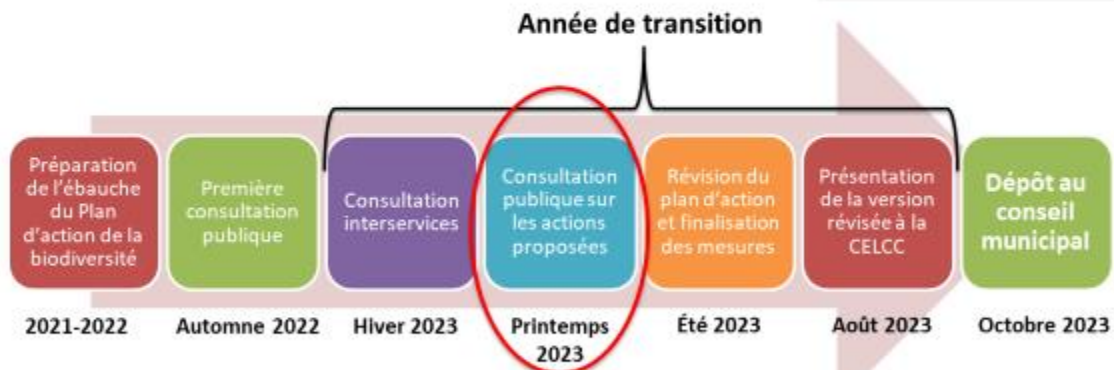 Année de transition
Préparation
de l'ébauche
du Plan
d'action de la
biodiversité
Première
consultation
publique
Consultation
interservices
Consultation
publique sur
les actions
proposées
Révision du
plan d'action
et finalisation
des mesures
Présentation
de la version
révisée à la
CELCC
Dépôt au
conseil
municipal
2021-2022
Automne 2022
Hiver 2023
Printemps
2023
Été 2023
Août 2023
Octobre 2023